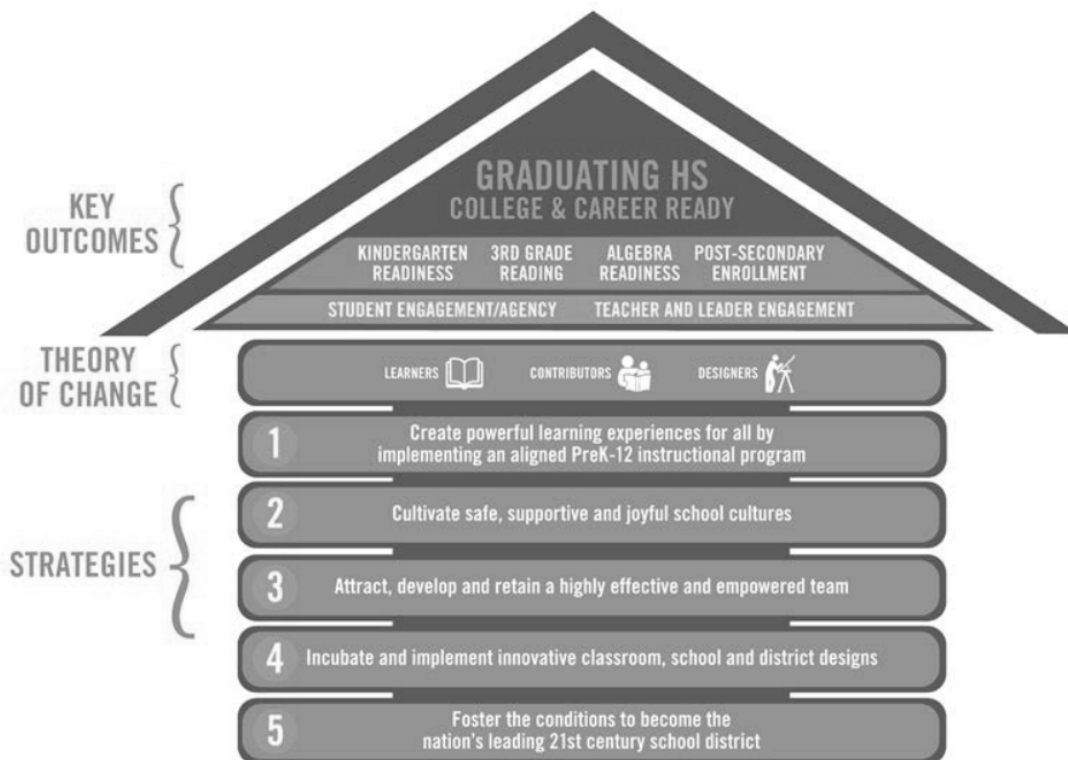 GRADUATING HS
COLLEGE & CAREER READY
KEY
OUTCOMES
KINDERGARTEN
READINESS
3RD GRADE
READING
ALGEBRA
READINESS
POST-SECONDARY
ENROLLMENT
STUDENT ENGAGEMENT/AGENCY
TEACHER AND LEADER ENGAGEMENT
THEORY
OF CHANGE
LEARNERS
CONTRIBUTORS
DESIGNERS
1
Create powerful learning experiences for all by
implementing an aligned PreK-12 instructional program
STRATEGIES
2
Cultivate safe, supportive and joyful school cultures
3
Attract, develop and retain a highly effective and empowered team
4
Incubate and implement innovative classroom, school and district designs
5
Foster the conditions to become the
nation's leading 21st century school district